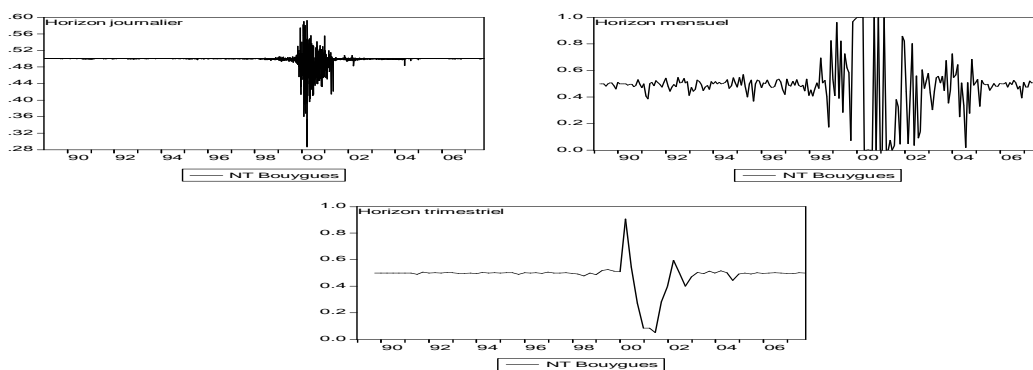 Horizon journalier
.60
.56
.52
.48
.44
.40
.36
.32
.28
90 92 94 96 98 00 02 04 06
NT Bouygues
Horizon mensuel
1.0
0.8
0.6
0.4
0.2
0.0
90 92 94 96 98 00 02 04 06
NT Bouygues
Horizon trimestriel
1.0
0.8
0.6
0.4
0.2
0.0
90 92 94 96 98 00 02 04 06
NT Bouygues